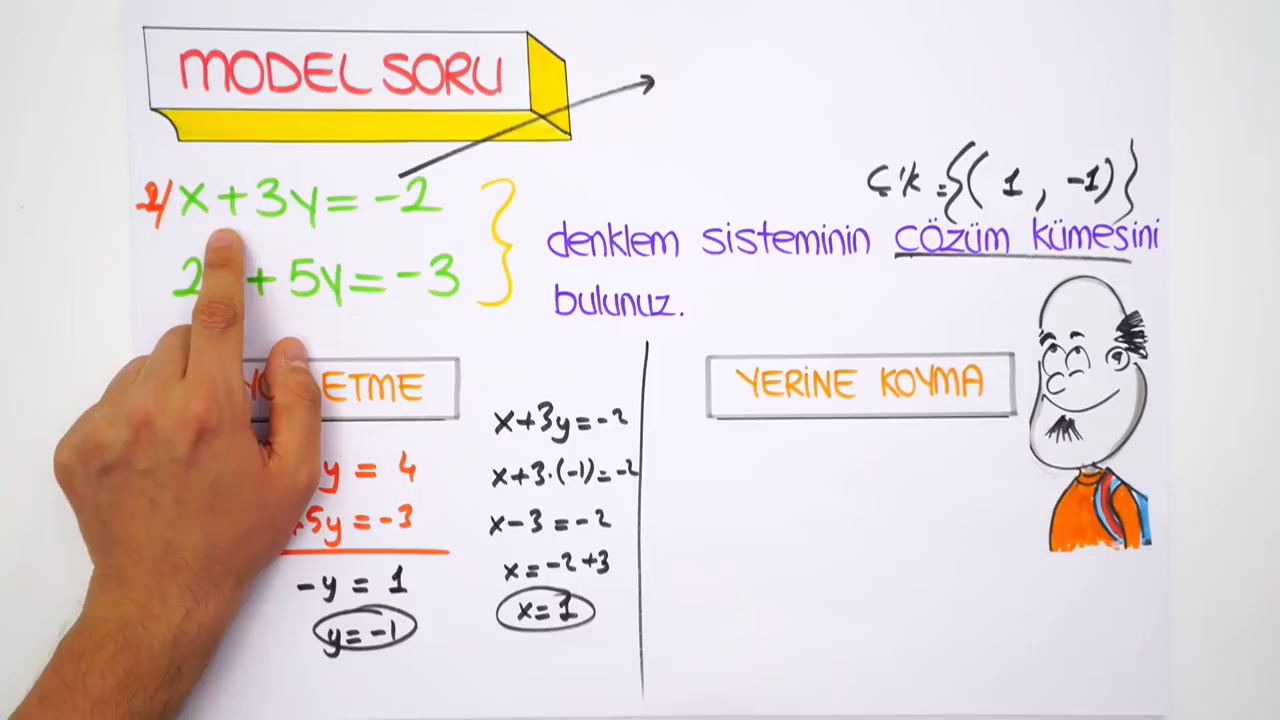 MODEL SORU
Ç.K = {( 1 , -1)}
2/ x + 3y = -2
+ 5y = -3
denklem sisteminin çözüm kümesini
bulunuz.
ETME
YERİNE KOYMA
x+3y=-2
x+3·(-1)=-2
x-3=-2
x=-2+3
x=1
y = 4
5y = -3
-y = 1
y=-1